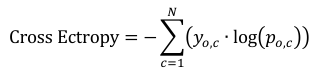 Cross Ectropy = − ∑_{c=1}^{N} (y_{o,c} · log(p_{o,c}))